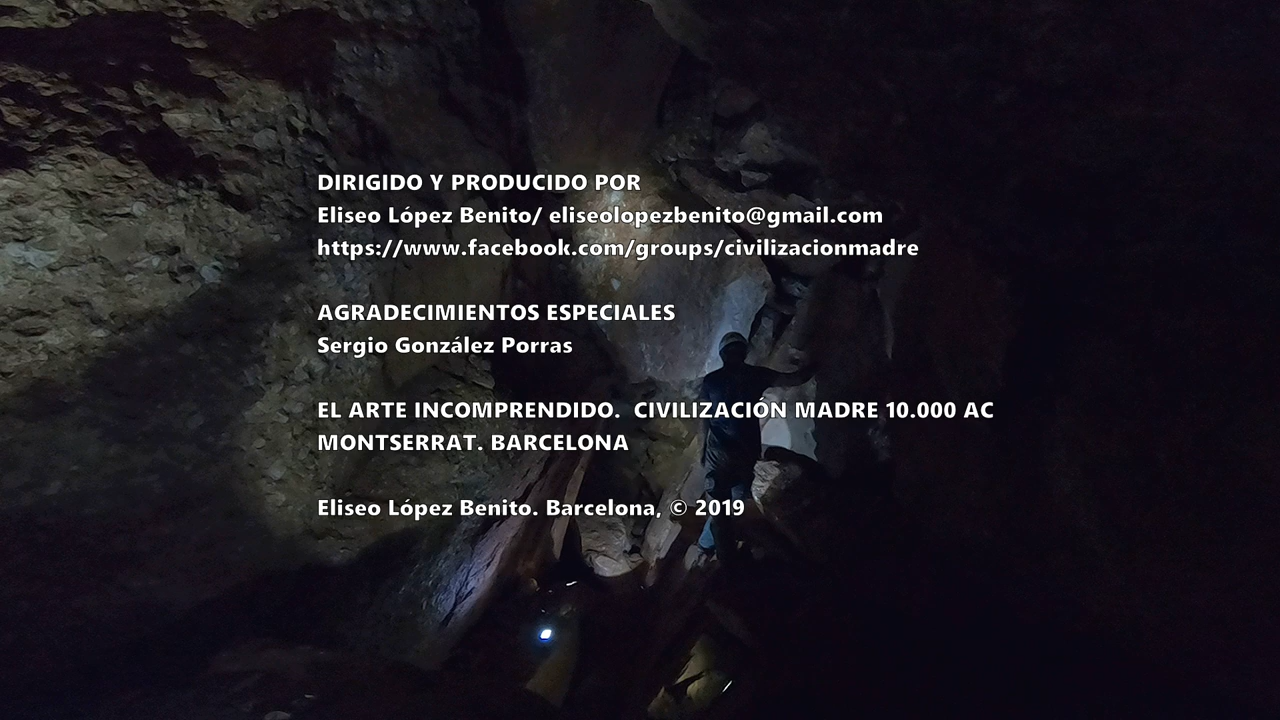 DIRIGIDO Y PRODUCIDO POR
Eliseo López Benito/ eliseolopezbenito@gmail.com
https://www.facebook.com/groups/civilizacionmadre
AGRADECIMIENTOS ESPECIALES
Sergio González Porras
EL ARTE INCOMPRENDIDO. CIVILIZACIÓN MADRE 10.000 AC
MONTSERRAT. BARCELONA
Eliseo López Benito. Barcelona, © 2019